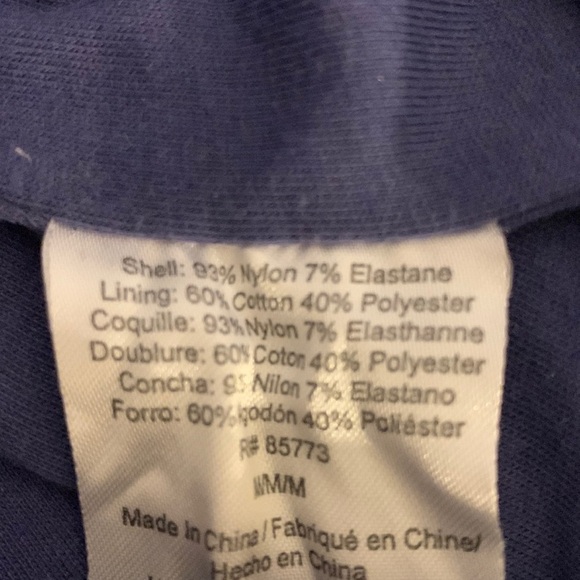 Shell: 93% Nylon 7% Elastane
Lining: 60% Cotton 40% Polyester
Coquille: 93% Nylon 7% Elasthanne
Doublure: 60% Coton 40% Polyester
Concha: Nilon 7% Elastano
Forro: 60% 40% Poliéster
R# 85773
M/M/M
Made In China/Fabriqué en Chine/
Hecho en China